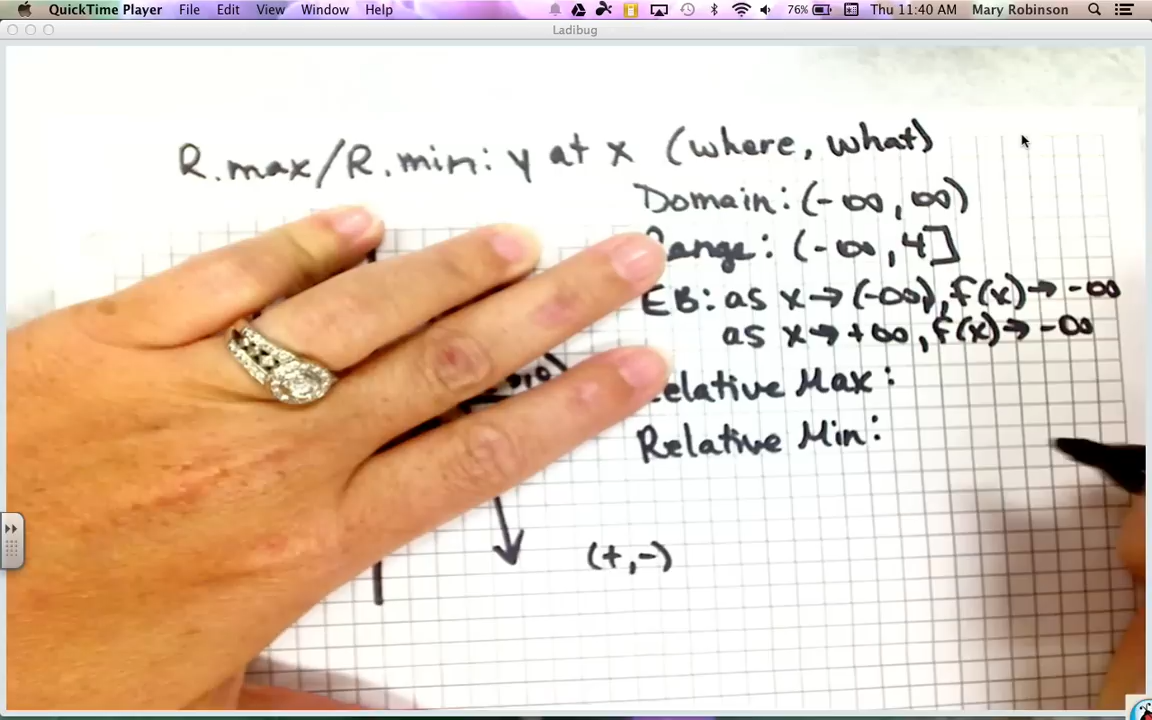 QuickTime Player File Edit View Window Help 76% Thu 11:40 AM Mary Robinson
Ladibug
R.max/R.min: y at x (where, what)
Domain: (-∞, ∞)
Range: (-∞, 4]
EB: as x→(-∞), f(x)→ -∞
as x→ +∞, f(x)→ -∞
Relative Max:
Relative Min:
(+,-)